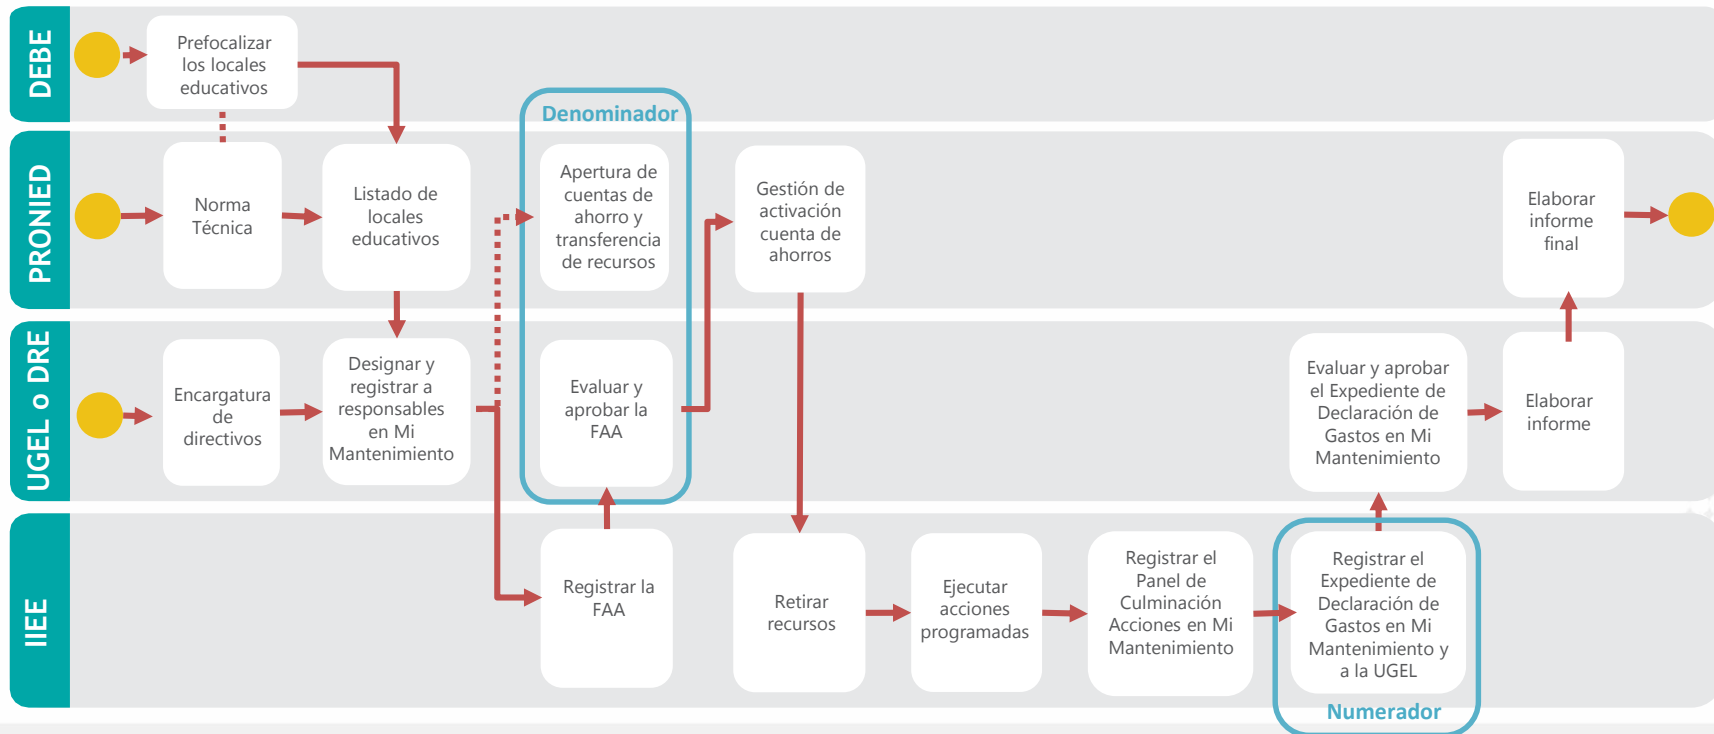 DEBE
Prefocalizar
los locales
educativos
Denominador
PRONIED
Norma
Técnica
Listado de
locales
educativos
Apertura de
cuentas de
ahorro y
transferencia
de recursos
Gestión de
activación
cuenta de
ahorros
Elaborar
informe
final
UGEL o DRE
Encargatura
de
directivos
Designar y
registrar a
responsables
en Mi
Mantenimiento
Evaluar y
aprobar la
FAA
Evaluar y aprobar
el Expediente de
Declaración de
Gastos en Mi
Mantenimiento
Elaborar
informe
IIEE
Registrar la
FAA
Retirar
recursos
Ejecutar
acciones
programadas
Registrar el
Panel de
Culminación
Acciones en Mi
Mantenimiento
Registrar el
Expediente de
Declaración de
Gastos en Mi
Mantenimiento y
a la UGEL
Numerador